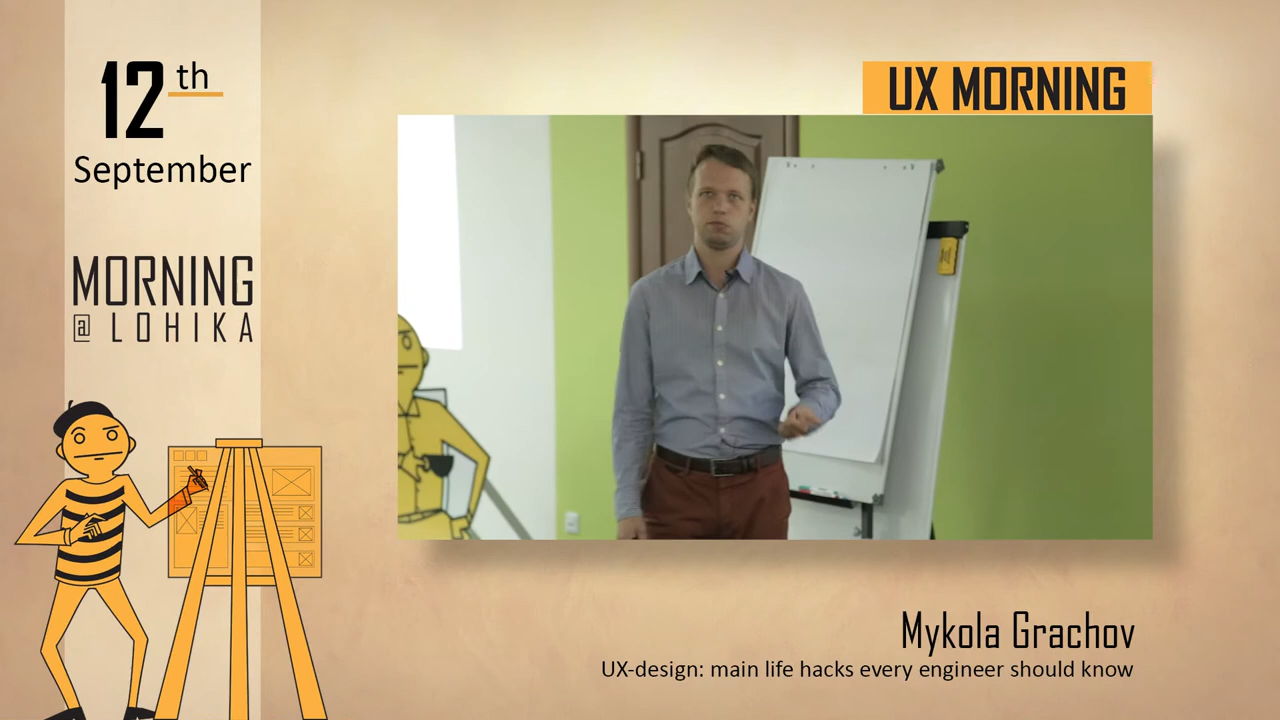 12th
September
MORNING
@ LOHIKA
UX MORNING
Mykola Grachov
UX-design: main life hacks every engineer should know